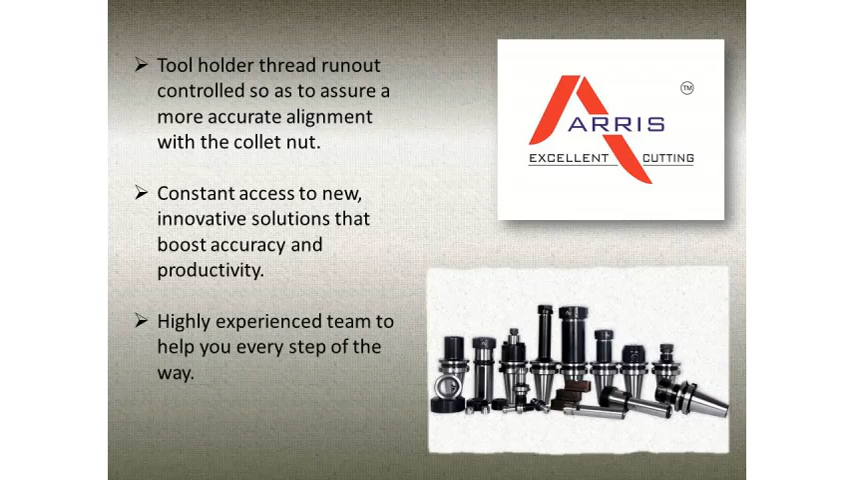 ➢ Tool holder thread runout
controlled so as to assure a
more accurate alignment
with the collet nut.
➢ Constant access to new,
innovative solutions that
boost accuracy and
productivity.
➢ Highly experienced team to
help you every step of the
way.
TM
ARRIS
EXCELLENT CUTTING